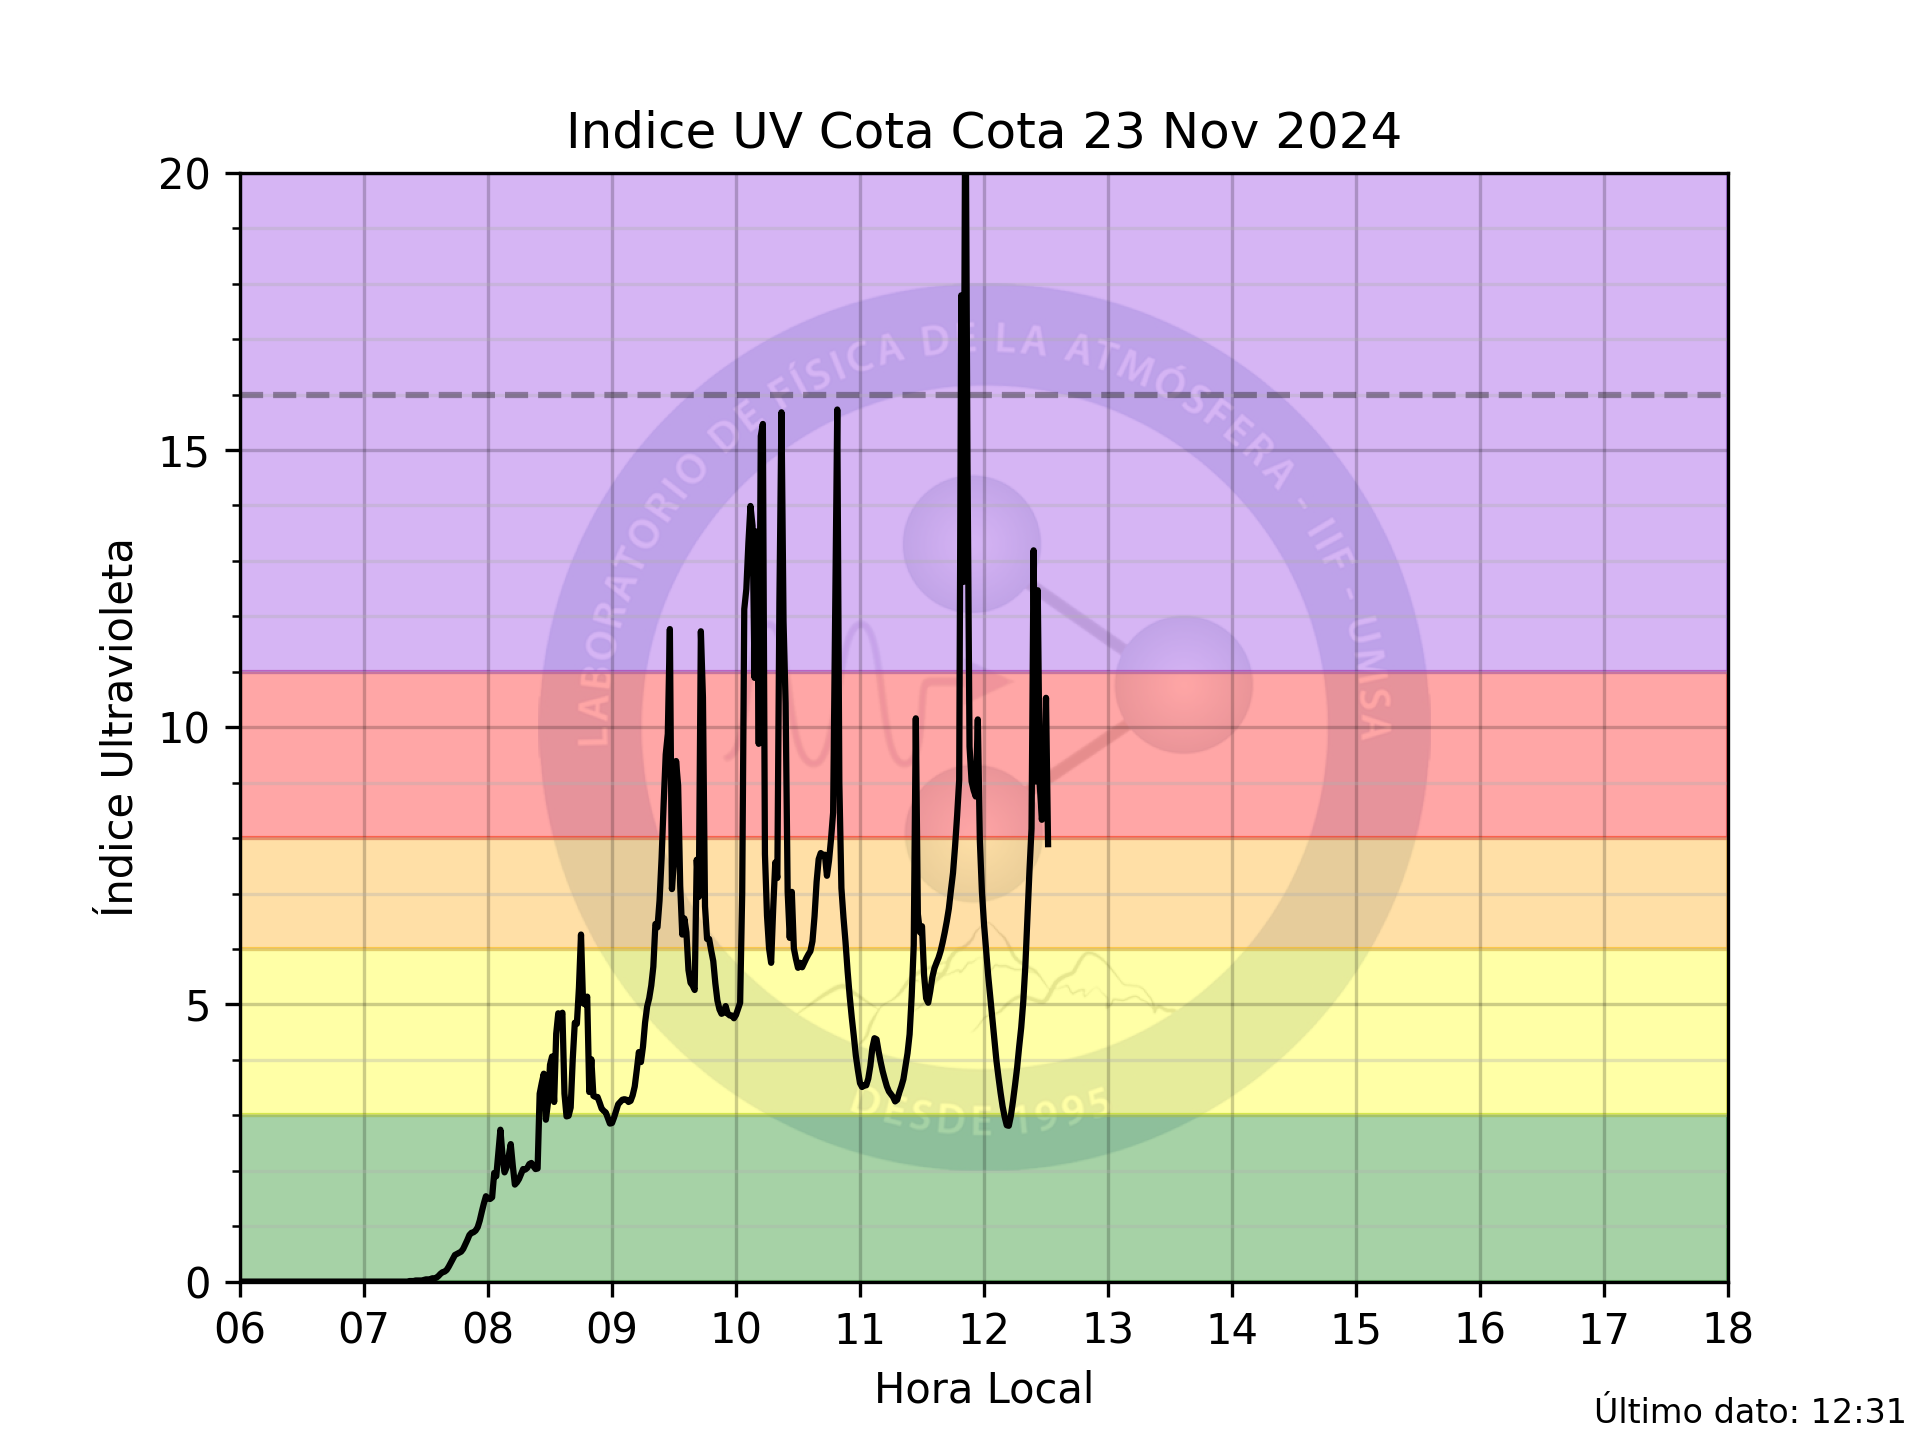 Indice UV Cota Cota 23 Nov 2024
20
15
10
5
0
Índice Ultravioleta
LABORATORIO DE FÍSICA DE LA ATMÓSFERA - IIF - UMSA
DESDE 1995
06 07 08 09 10 11 12 13 14 15 16 17 18
Hora Local
Último dato: 12:31